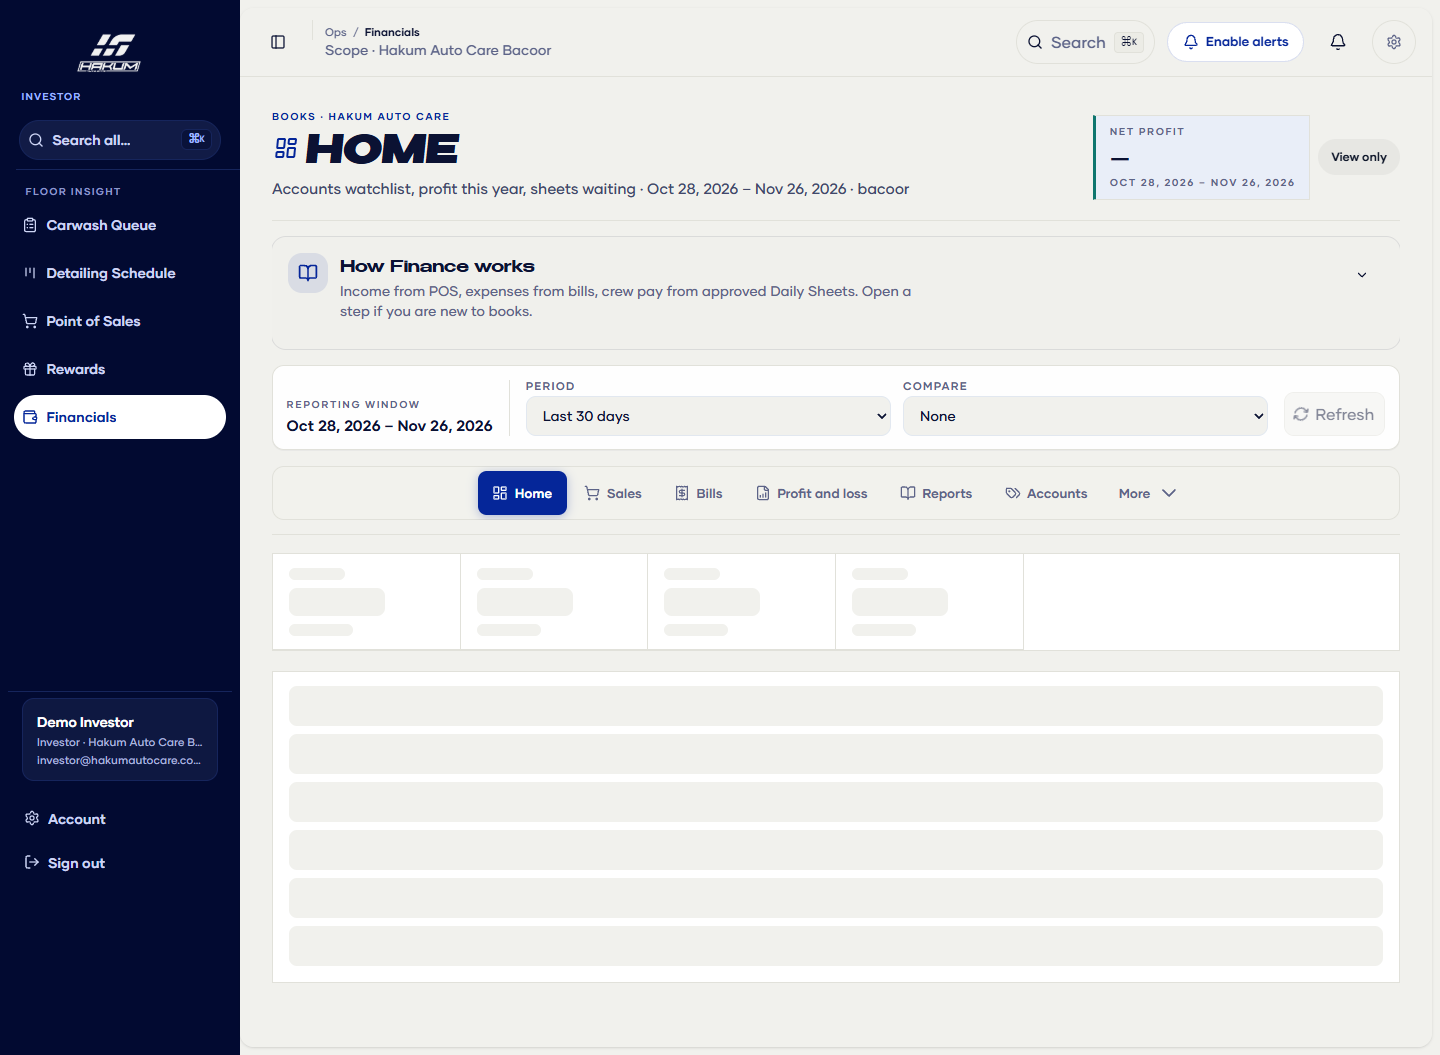 HAKUM
INVESTOR
Search all... ⌘K
FLOOR INSIGHT
Carwash Queue
Detailing Schedule
Point of Sales
Rewards
Financials
Demo Investor
Investor · Hakum Auto Care B...
investor@hakumautocare.co...
Account
Sign out
Ops / Financials
Scope · Hakum Auto Care Bacoor
Search ⌘K
Enable alerts
BOOKS · HAKUM AUTO CARE
HOME
Accounts watchlist, profit this year, sheets waiting · Oct 28, 2026 – Nov 26, 2026 · bacoor
NET PROFIT
—
OCT 28, 2026 – NOV 26, 2026
View only
How Finance works
Income from POS, expenses from bills, crew pay from approved Daily Sheets. Open a
step if you are new to books.
REPORTING WINDOW
Oct 28, 2026 – Nov 26, 2026
PERIOD
Last 30 days
COMPARE
None
Refresh
Home
Sales
Bills
Profit and loss
Reports
Accounts
More